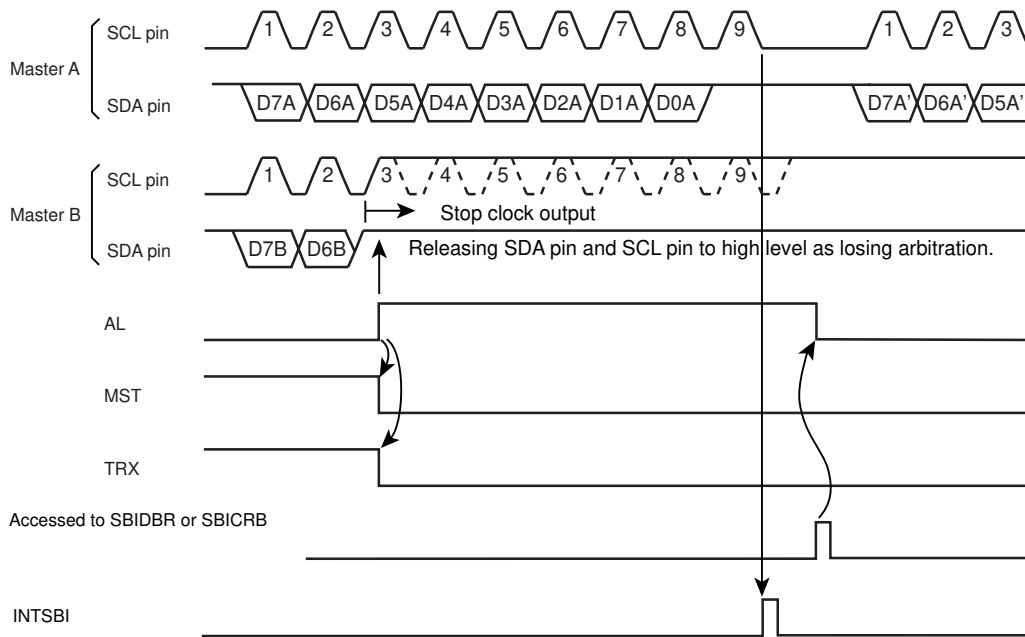 SCL pin 1 2 3 4 5 6 7 8 9 1 2 3
Master A
SDA pin D7A D6A D5A D4A D3A D2A D1A D0A D7A' D6A' D5A'
SCL pin 1 2 3 4 5 6 7 8 9
Master B
Stop clock output
SDA pin D7B D6B Releasing SDA pin and SCL pin to high level as losing arbitration.
AL
MST
TRX
Accessed to SBIDBR or SBICRB
INTSBI